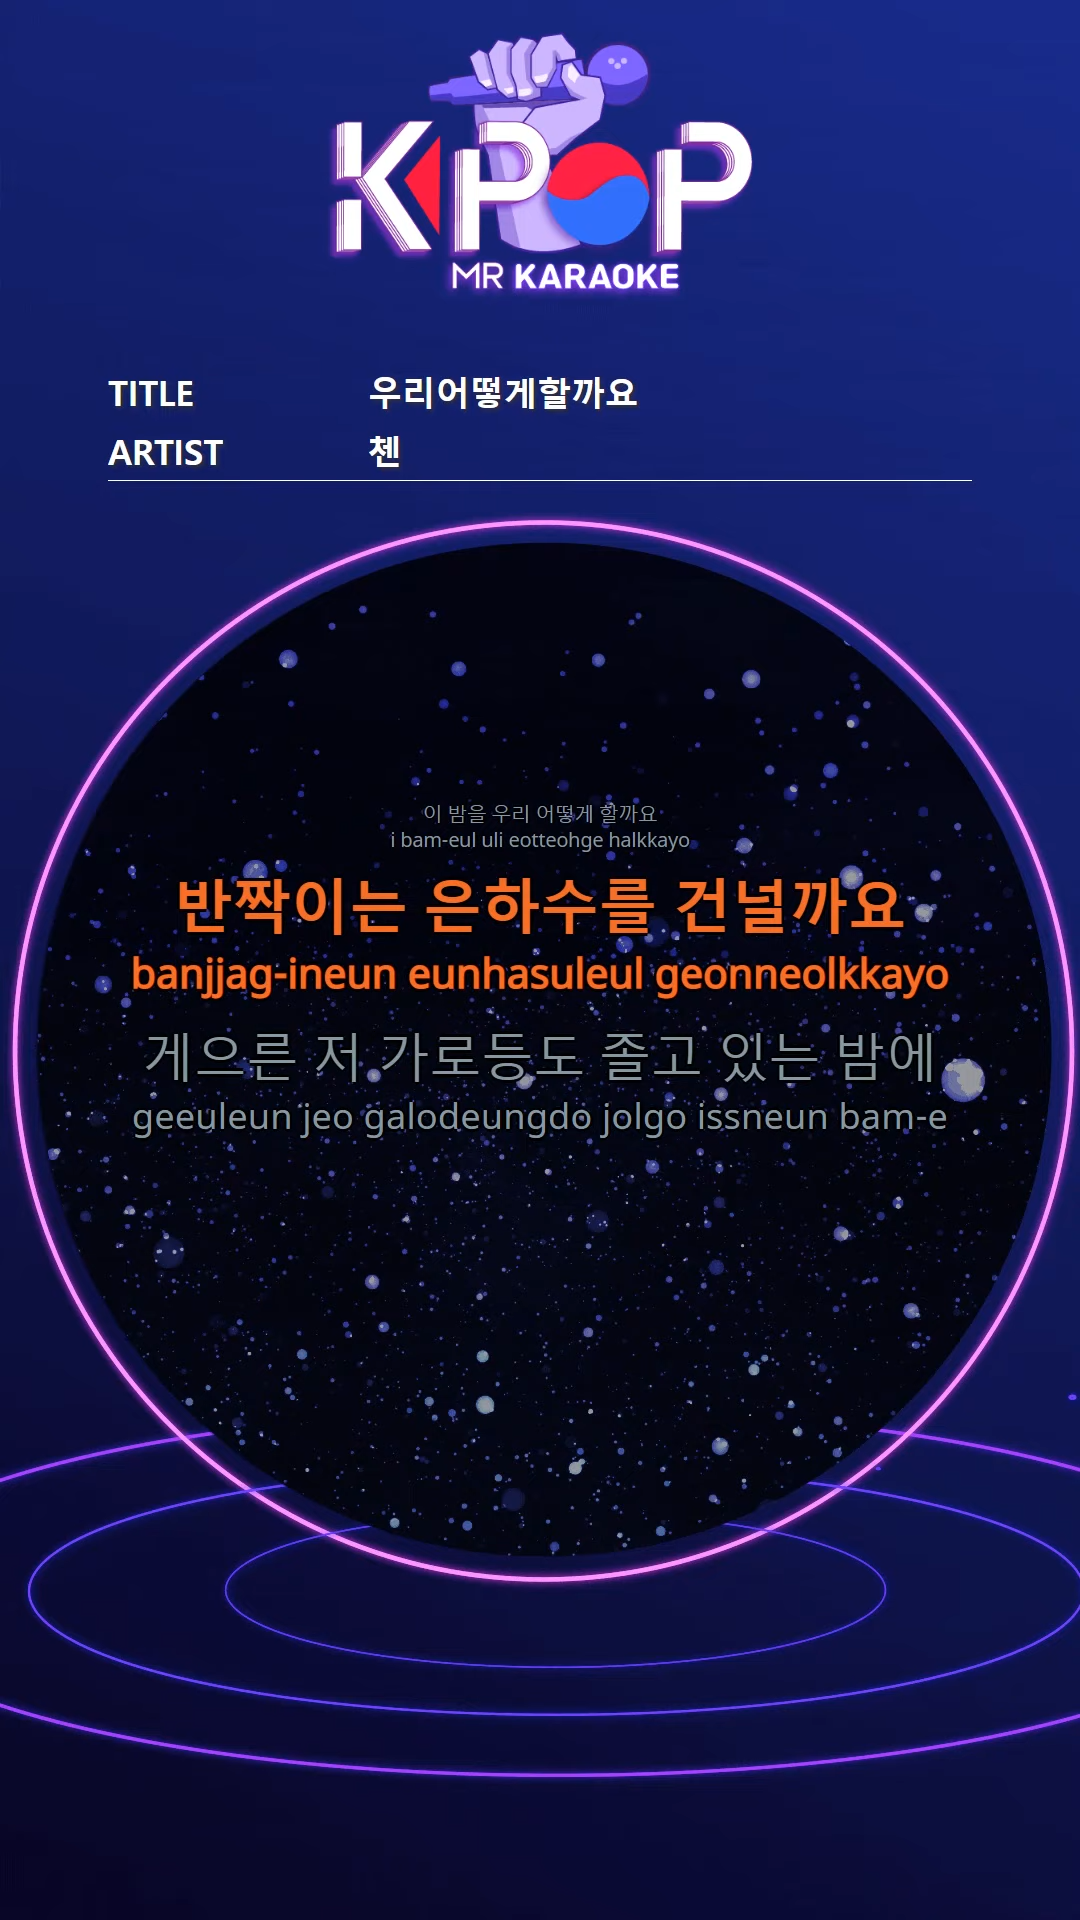 KPOP
MR KARAOKE
TITLE 우리어떻게할까요
ARTIST 첸
이 밤을 우리 어떻게 할까요
i bam-eul uli eotteohge halkkayo
반짝이는 은하수를 건널까요
banjjag-ineun eunhasuleul geonneolkkayo
게으른 저 가로등도 졸고 있는 밤에
geeuleun jeo galodeungdo jolgo issneun bam-e